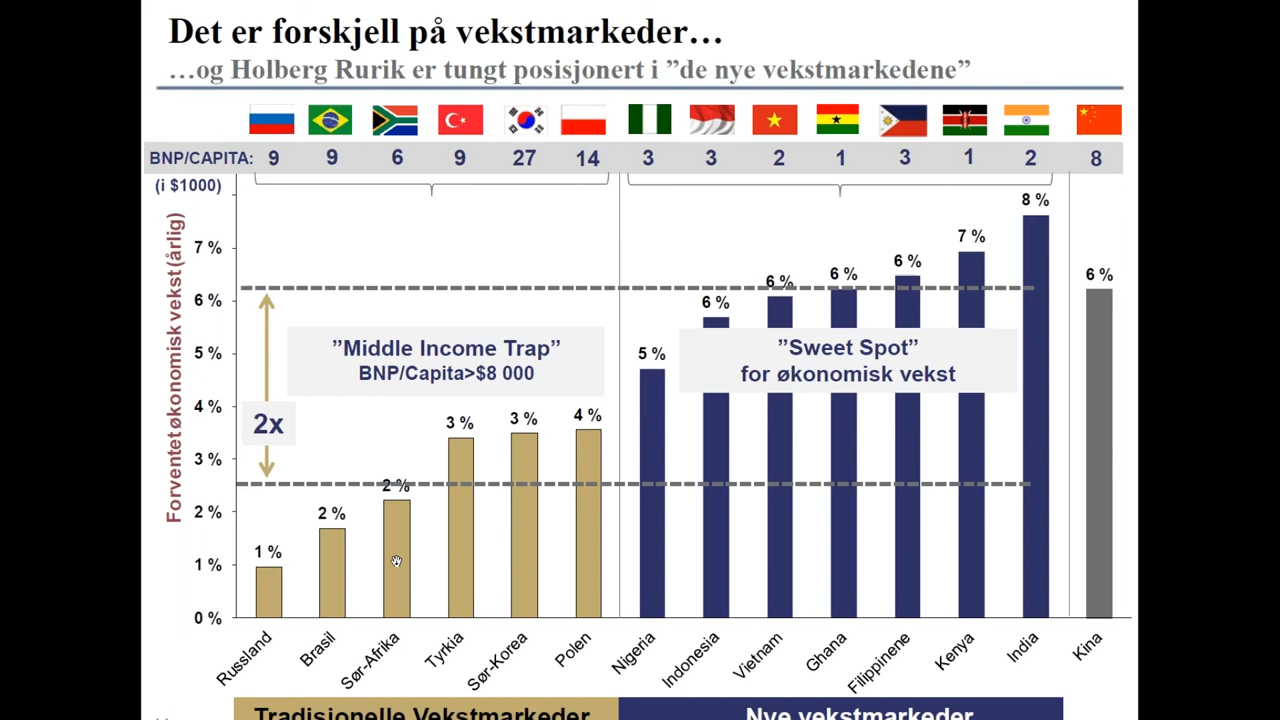 Det er forskjell på vekstmarkeder…
…og Holberg Rurik er tungt posisjonert i ”de nye vekstmarkedene”
BNP/CAPITA: 9 9 6 9 27 14 3 3 2 1 3 1 2 8
(i $1000)
Forventet økonomisk vekst (årlig)
7 %
6 %
5 %
4 %
3 %
2 %
1 %
0 %
2x
”Middle Income Trap”
BNP/Capita>$8 000
”Sweet Spot”
for økonomisk vekst
1 % 2 % 2 % 3 % 3 % 4 % 5 % 6 % 6 % 6 % 6 % 7 % 8 % 6 %
Russland Brasil Sør-Afrika Tyrkia Sør-Korea Polen Nigeria Indonesia Vietnam Ghana Filippinene Kenya India Kina
Tradisjonelle Vekstmarkeder Nye vekstmarkeder